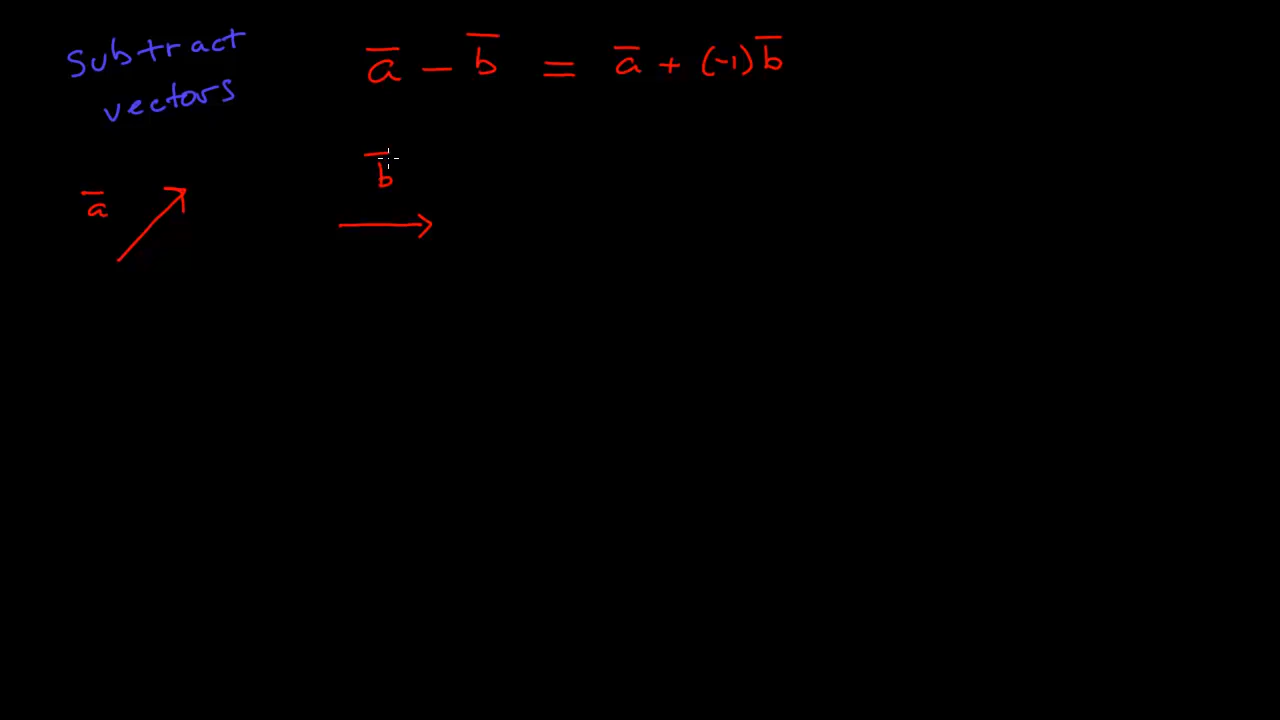 Subtract
vectors
a̅ − b̅ = a̅ + (-1) b̅
a̅
b̅